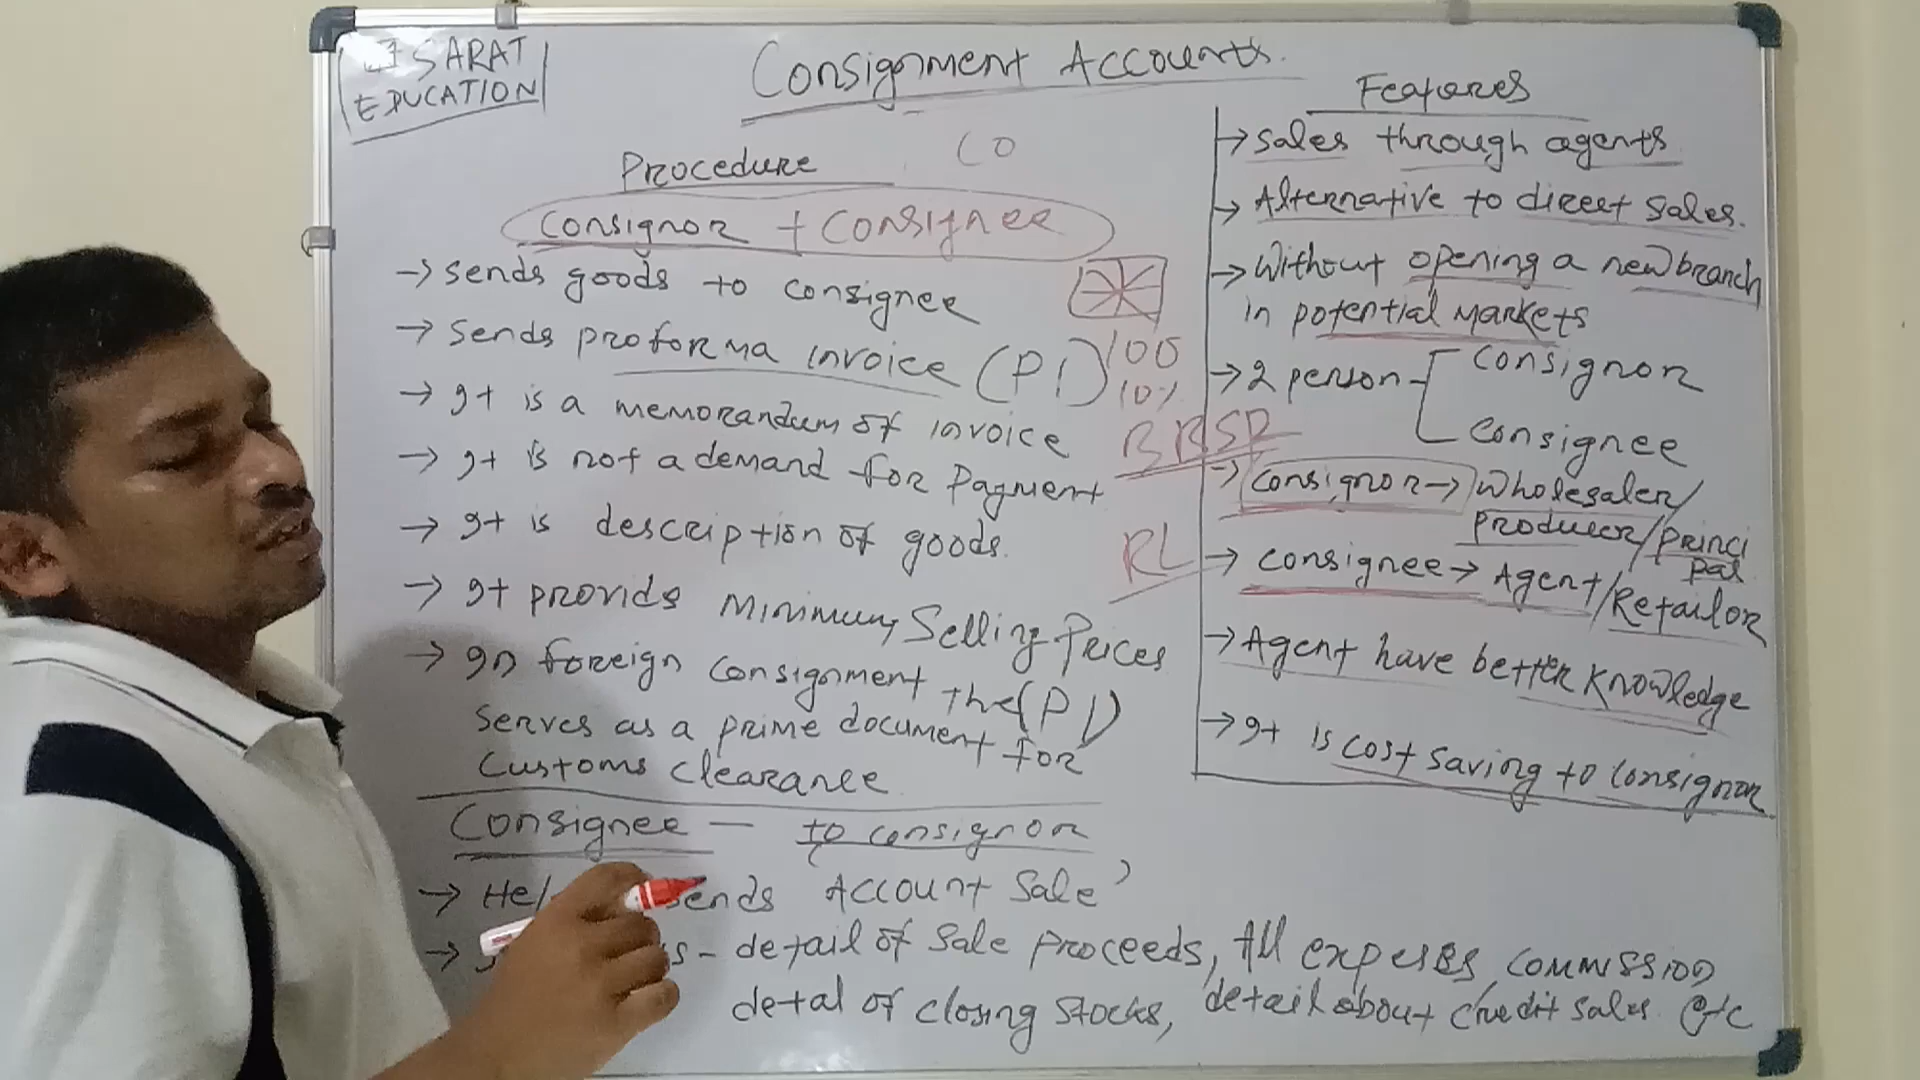 SARAT
EDUCATION
Consignment Accounts.
Procedure
CO
Consignor + Consignee
→ Sends goods to consignee
→ Sends proforma invoice (PI)
100
10%
→ It is a memorandum of invoice
→ It is not a demand for Payment
→ It is description of goods.
→ It provids Minimum Selling Prices
→ In foreign consignment the (PI)
serves as a prime document for
Customs clearance
Consignee - to consignor
→ sends 'Account Sale'
→ - detail of Sale proceeds, All expenses, commission
detal of closing stocks, detail about credit sales etc
RL
Features
→ Sales through agents
→ Alternative to direct sales.
→ Without opening a new branch
in potential markets
→ 2 person - Consignor
Consignee
→ Consignor → Wholesaler/
producer/princi
pal
→ Consignee → Agent/Retailor
→ Agent have better knowledge
→ It is cost saving to consignor